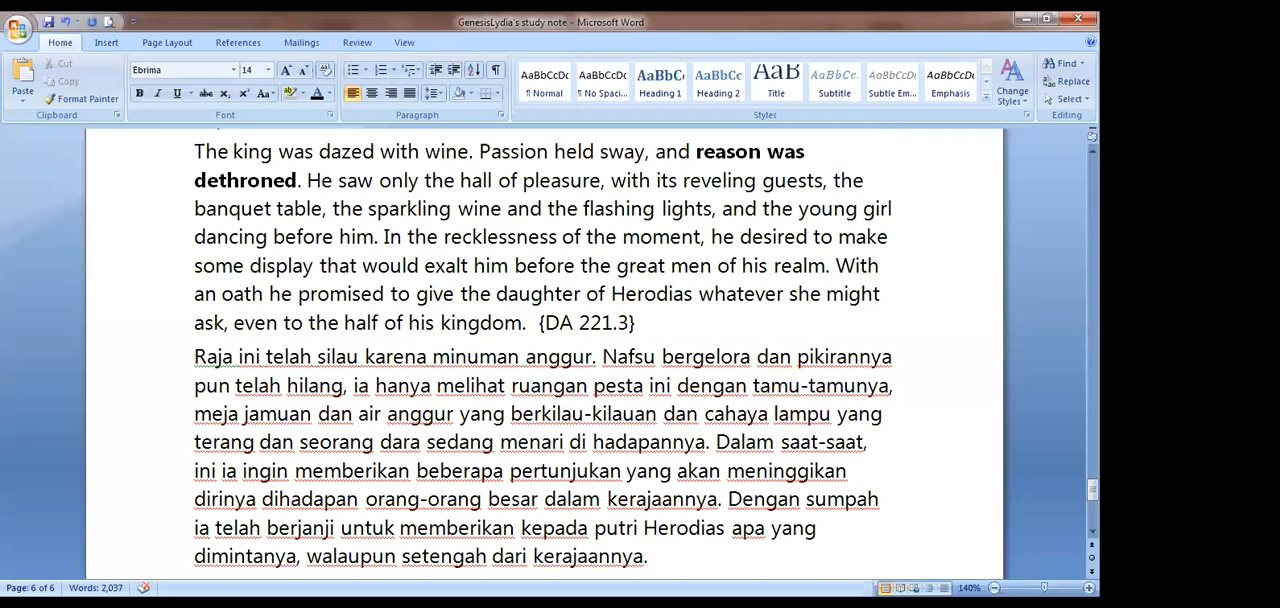 GenesisLydia's study note - Microsoft Word
Home Insert Page Layout References Mailings Review View
Paste Cut Copy Format Painter Clipboard
Ebrima 14 Font
Paragraph
AaBbCcDc ¶ Normal AaBbCcDc ¶ No Spaci... AaBbC Heading 1 AaBbCc Heading 2 AaB Title AaBbCc. Subtitle AaBbCcDc Subtle Em... AaBbCcDc Emphasis Change Styles Styles
Find Replace Select Editing
The king was dazed with wine. Passion held sway, and reason was
dethroned. He saw only the hall of pleasure, with its reveling guests, the
banquet table, the sparkling wine and the flashing lights, and the young girl
dancing before him. In the recklessness of the moment, he desired to make
some display that would exalt him before the great men of his realm. With
an oath he promised to give the daughter of Herodias whatever she might
ask, even to the half of his kingdom. {DA 221.3}
Raja ini telah silau karena minuman anggur. Nafsu bergelora dan pikirannya
pun telah hilang, ia hanya melihat ruangan pesta ini dengan tamu-tamunya,
meja jamuan dan air anggur yang berkilau-kilauan dan cahaya lampu yang
terang dan seorang dara sedang menari di hadapannya. Dalam saat-saat,
ini ia ingin memberikan beberapa pertunjukan yang akan meninggikan
dirinya dihadapan orang-orang besar dalam kerajaannya. Dengan sumpah
ia telah berjanji untuk memberikan kepada putri Herodias apa yang
dimintanya, walaupun setengah dari kerajaannya.
Page: 6 of 6 Words: 2,037 140%